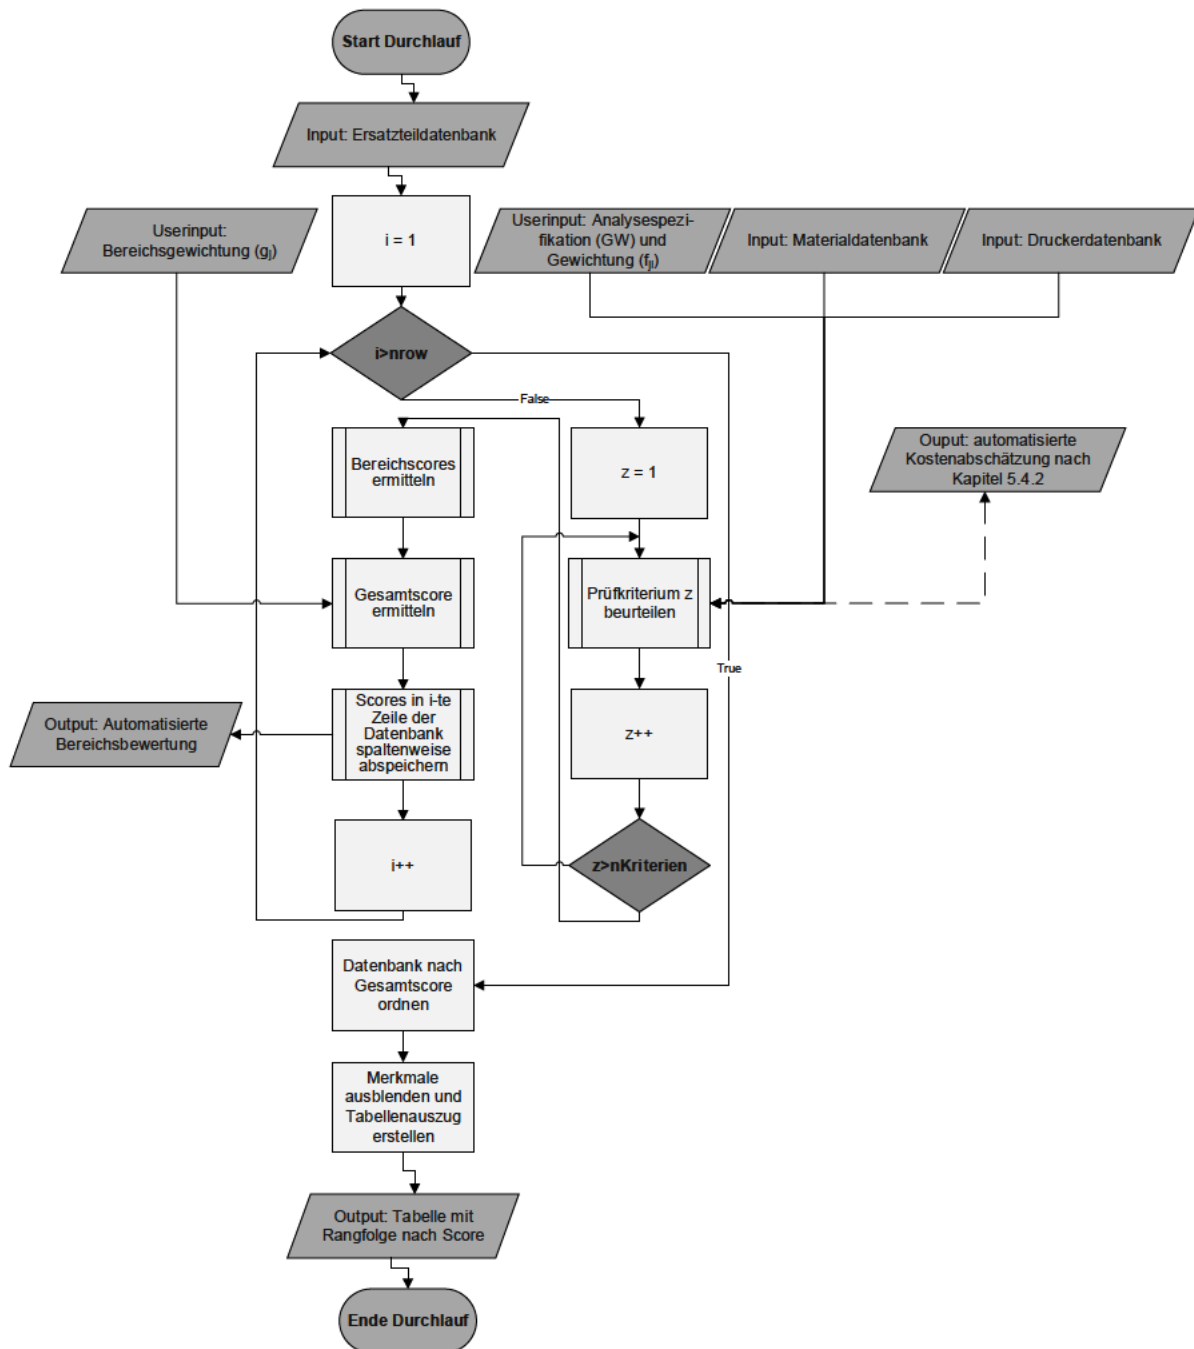 Start Durchlauf
Input: Ersatzteildatenbank
i = 1
Userinput:
Bereichsgewichtung (gj)
Userinput: Analysespezi-
fikation (GW) und
Gewichtung (fji)
Input: Materialdatenbank
Input: Druckerdatenbank
i>nrow
False
Bereichscores
ermitteln
z = 1
Ouput: automatisierte
Kostenabschätzung nach
Kapitel 5.4.2
Gesamtscore
ermitteln
Prüfkriterium z
beurteilen
True
Scores in i-te
Zeile der
Datenbank
spaltenweise
abspeichern
Output: Automatisierte
Bereichsbewertung
z++
i++
z>nKriterien
Datenbank nach
Gesamtscore
ordnen
Merkmale
ausblenden und
Tabellenauszug
erstellen
Output: Tabelle mit
Rangfolge nach Score
Ende Durchlauf